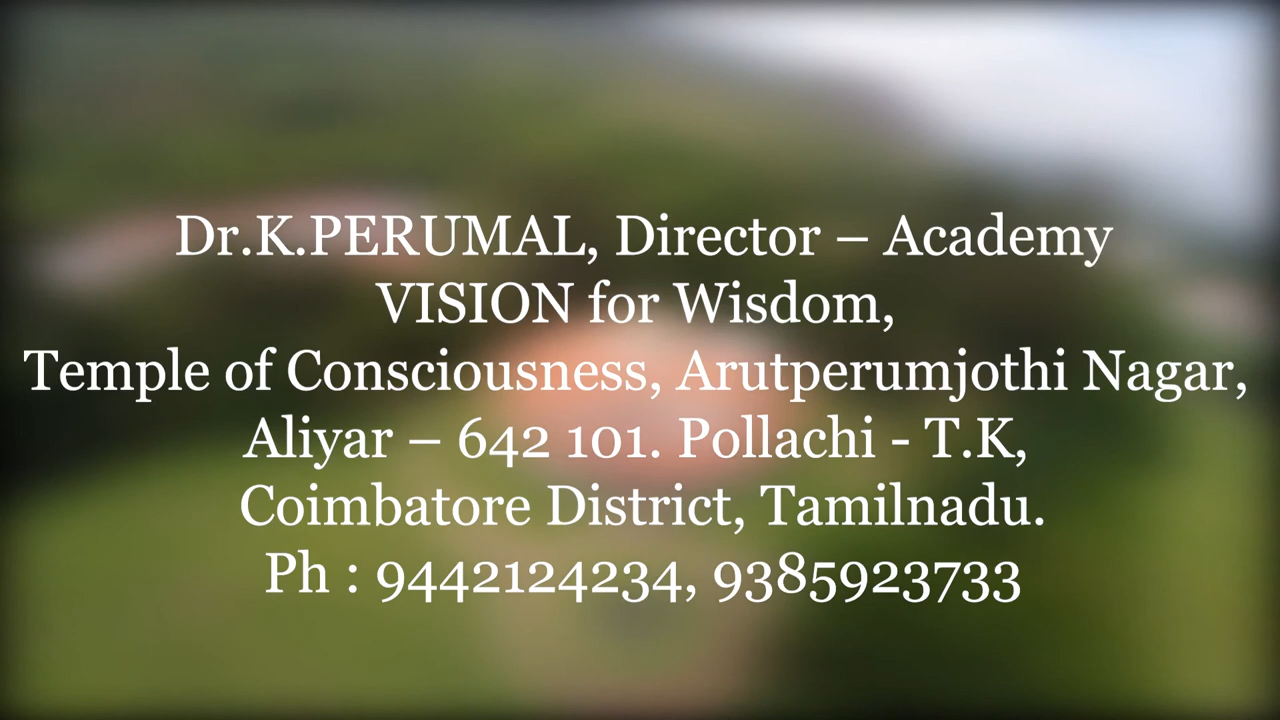 Dr.K.PERUMAL, Director – Academy
VISION for Wisdom,
Temple of Consciousness, Arutperumjothi Nagar,
Aliyar – 642 101. Pollachi - T.K,
Coimbatore District, Tamilnadu.
Ph : 9442124234, 9385923733